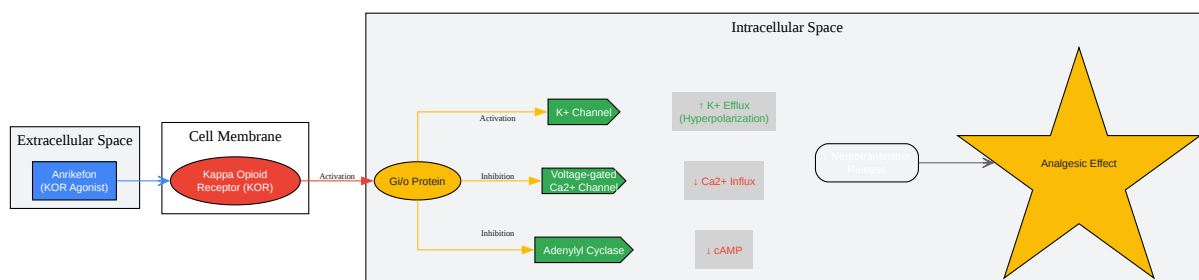 Intracellular Space
Extracellular Space
Anrikefon
(KOR Agonist)
Cell Membrane
Kappa Opioid
Receptor (KOR)
Activation
Gi/o Protein
Activation
K+ Channel
↑ K+ Efflux
(Hyperpolarization)
Inhibition
Voltage-gated
Ca2+ Channel
↓ Ca2+ Influx
Inhibition
Adenylyl Cyclase
↓ cAMP
Analgesic Effect